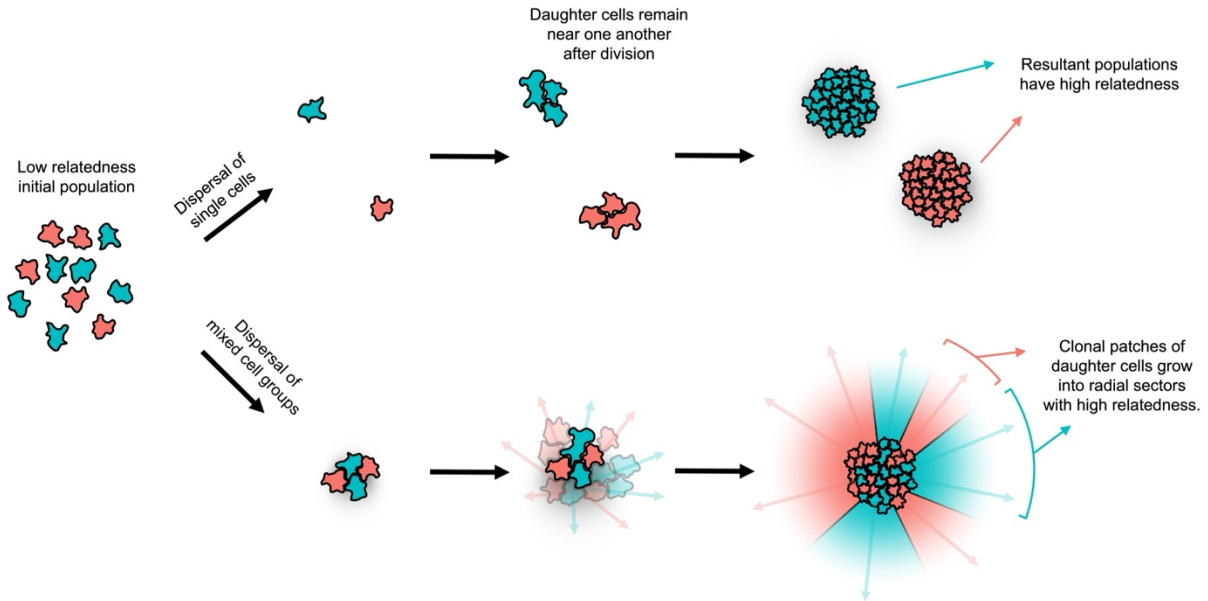 Low relatedness
initial population
Dispersal of
single cells
Daughter cells remain
near one another
after division
Resultant populations
have high relatedness
Dispersal of
mixed cell groups
Clonal patches of
daughter cells grow
into radial sectors
with high relatedness.